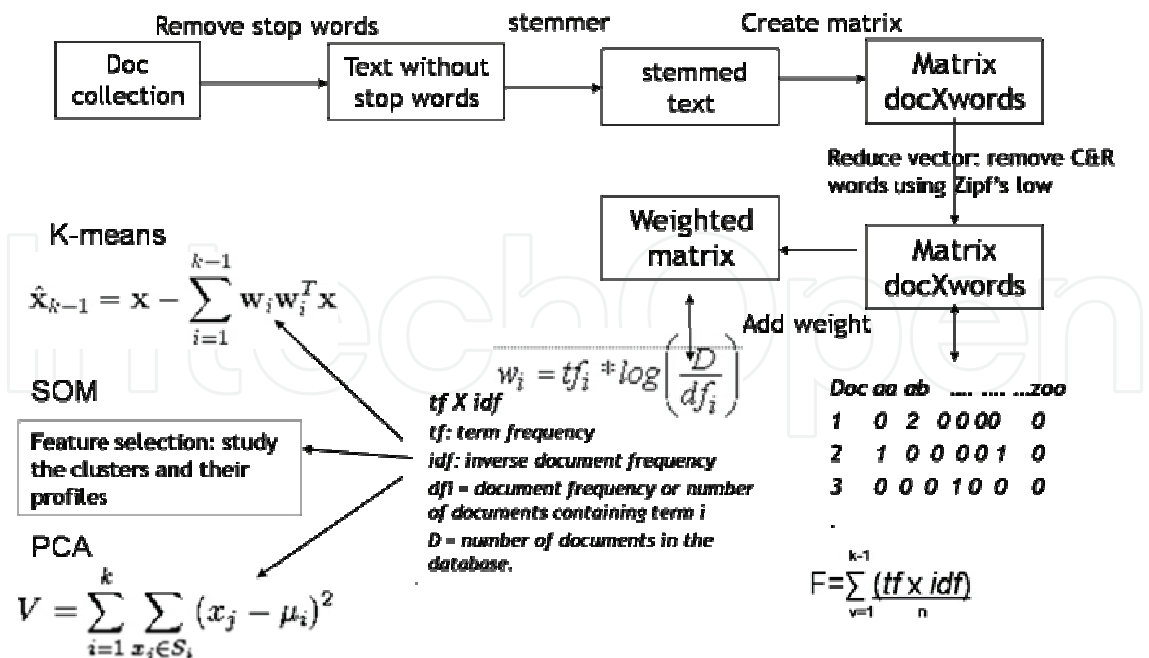 Remove stop words
stemmer
Create matrix
Doc
collection
Text without
stop words
stemmed
text
Matrix
docXwords
Reduce vector: remove C&R
words using Zipf's low
Weighted
matrix
Matrix
docXwords
Add weight
K-means
x̂_{k−1} = x − ∑_{i=1}^{k−1} w_i w_i^T x
w_i = tf_i * log(D/df_i)
SOM
Feature selection: study
the clusters and their
profiles
PCA
V = ∑_{i=1}^{k} ∑_{x_j∈S_i} (x_j − μ_i)^2
tf X idf
tf: term frequency
idf: inverse document frequency
dfi = document frequency or number
of documents containing term i
D = number of documents in the
database.
Doc aa ab .... .... ...zoo
1 0 2 0 0 0 0 0
2 1 0 0 0 0 1 0
3 0 0 0 1 0 0 0
.
F=∑_{v=1}^{k-1} (tf x idf)/n
IntechOpen